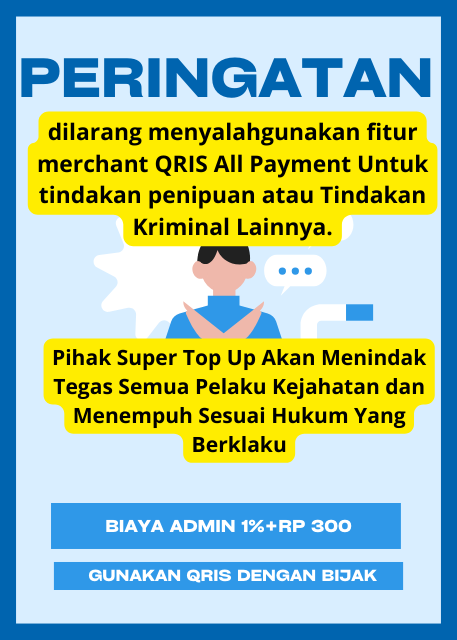 PERINGATAN
dilarang menyalahgunakan fitur
merchant QRIS All Payment Untuk
tindakan penipuan atau Tindakan
Kriminal Lainnya.
Pihak Super Top Up Akan Menindak
Tegas Semua Pelaku Kejahatan dan
Menempuh Sesuai Hukum Yang
Berklaku
BIAYA ADMIN 1%+RP 300
GUNAKAN QRIS DENGAN BIJAK